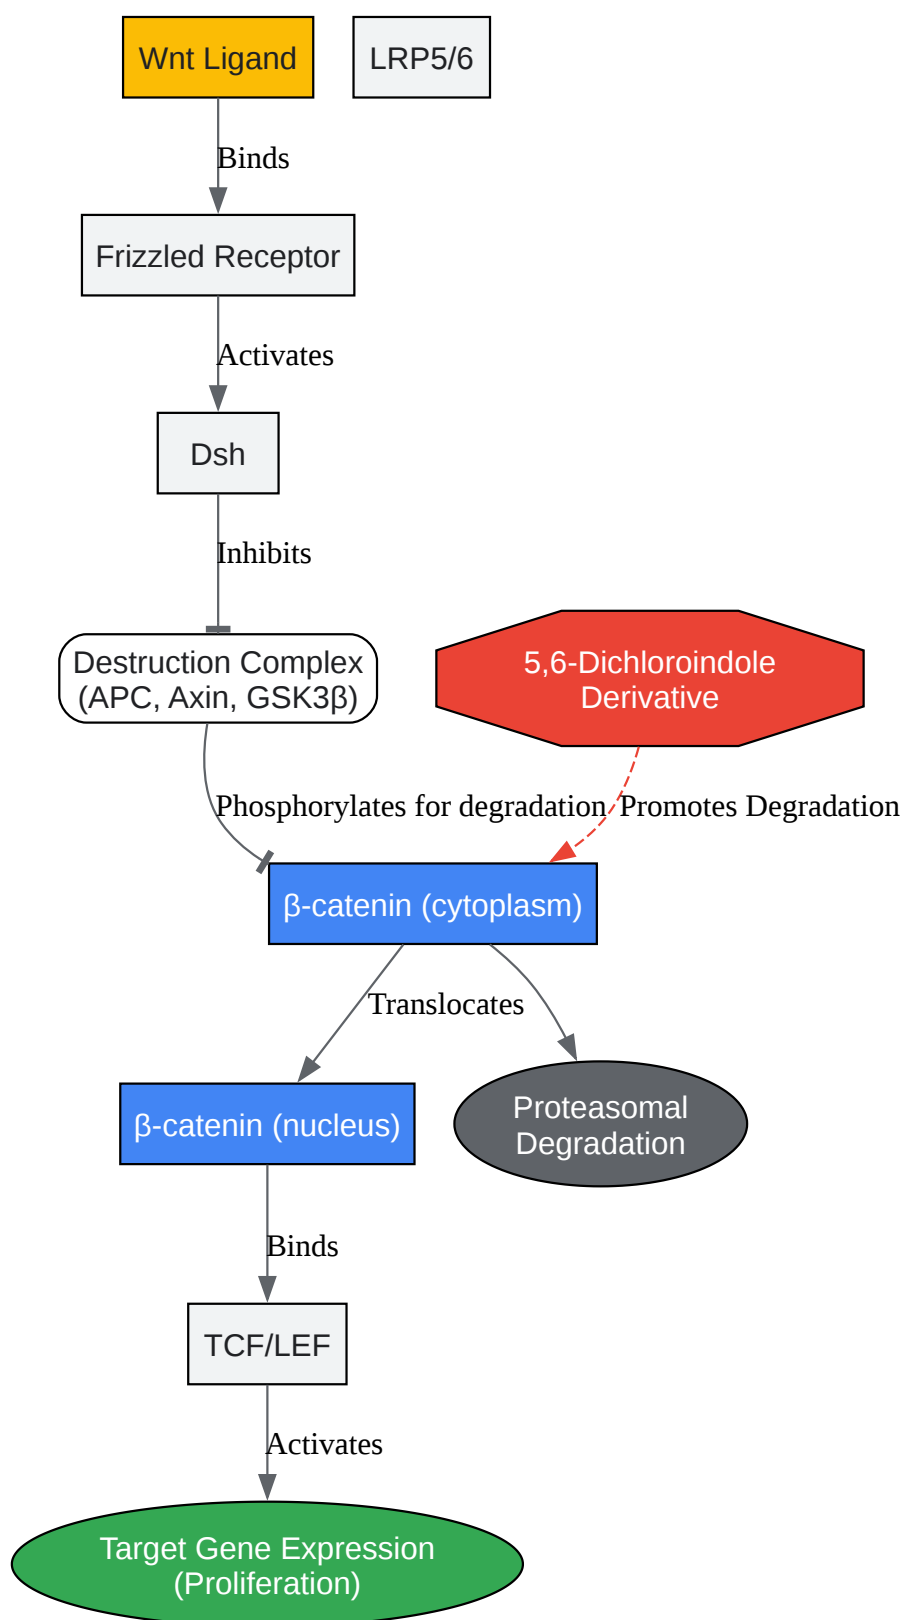 Wnt Ligand
LRP5/6
Binds
Frizzled Receptor
Activates
Dsh
Inhibits
Destruction Complex
(APC, Axin, GSK3β)
5,6-Dichloroindole
Derivative
Phosphorylates for degradation
Promotes Degradation
β-catenin (cytoplasm)
Translocates
β-catenin (nucleus)
Proteasomal
Degradation
Binds
TCF/LEF
Activates
Target Gene Expression
(Proliferation)